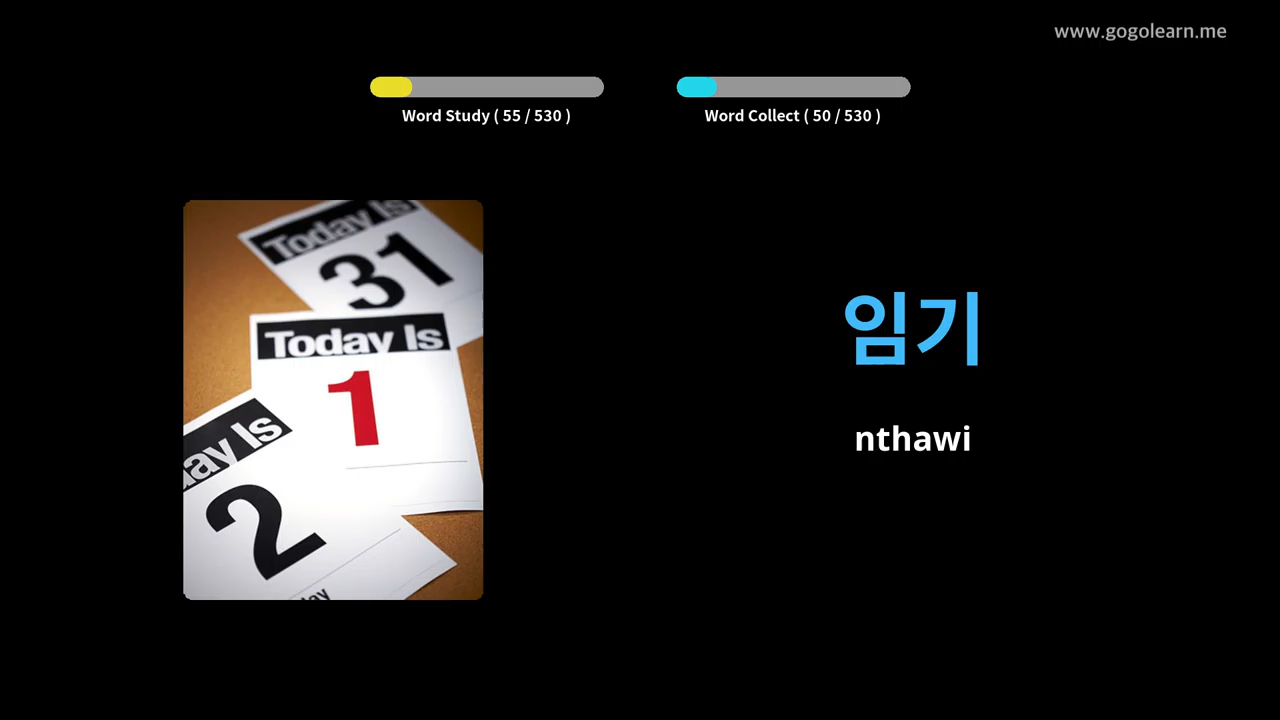 www.gogolearn.me
Word Study ( 55 / 530 )
Word Collect ( 50 / 530 )
Today Is
31
Today Is
1
ay Is
2
ay
임기
nthawi